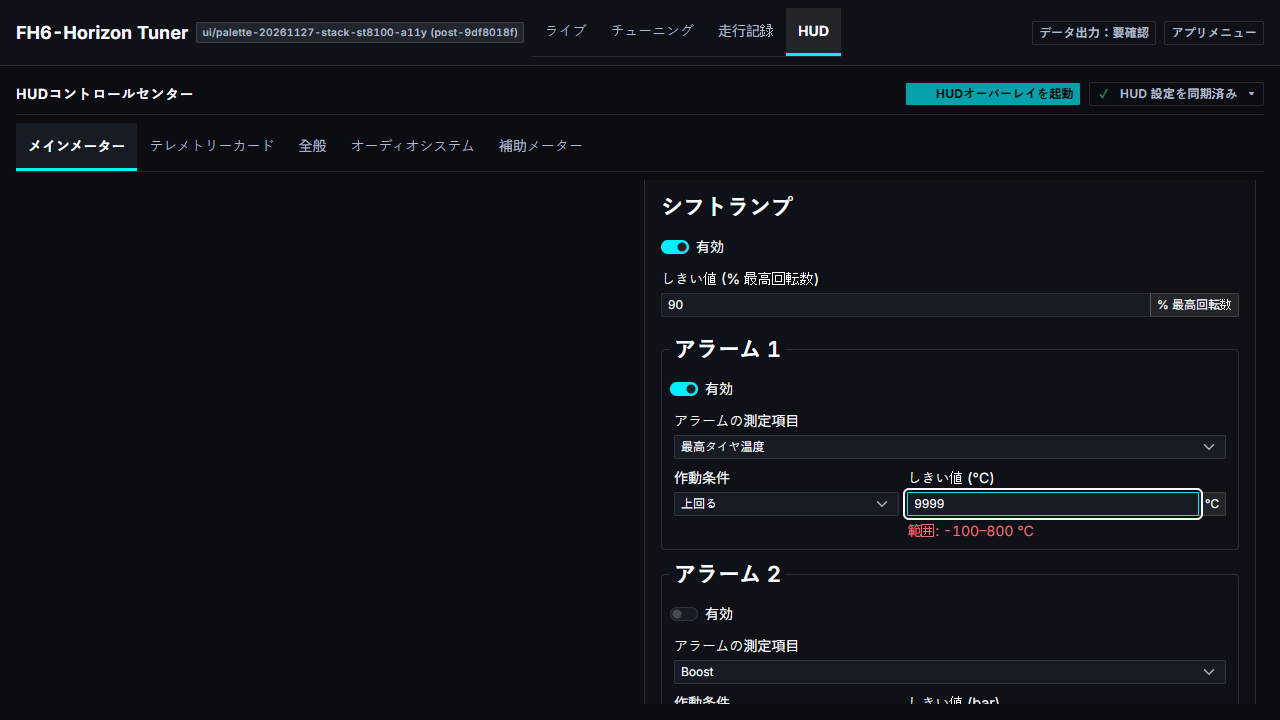 FH6-Horizon Tuner
ui/palette-20261127-stack-st8100-a11y (post-9df8018f)
ライブ
チューニング
走行記録
HUD
データ出力：要確認
アプリメニュー
HUDコントロールセンター
HUDオーバーレイを起動
✓ HUD 設定を同期済み
メインメーター
テレメトリーカード
全般
オーディオシステム
補助メーター
シフトランプ
有効
しきい値 (% 最高回転数)
90
% 最高回転数
アラーム 1
有効
アラームの測定項目
最高タイヤ温度
作動条件
しきい値 (°C)
上回る
9999
°C
範囲: -100–800 °C
アラーム 2
有効
アラームの測定項目
Boost
作動条件
しきい値 (bar)